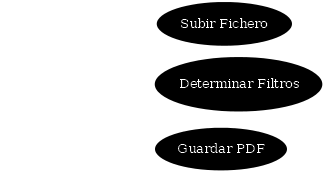 Subir Fichero
Determinar Filtros
Guardar PDF